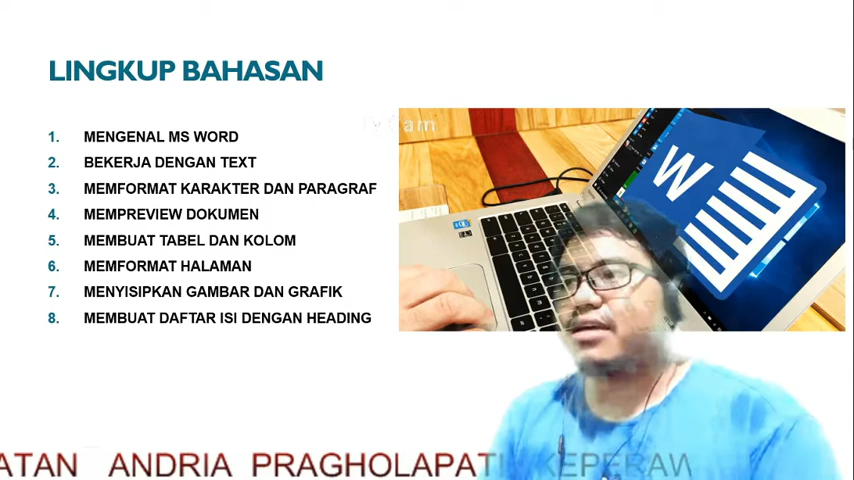 LINGKUP BAHASAN
1. MENGENAL MS WORD
2. BEKERJA DENGAN TEXT
3. MEMFORMAT KARAKTER DAN PARAGRAF
4. MEMPREVIEW DOKUMEN
5. MEMBUAT TABEL DAN KOLOM
6. MEMFORMAT HALAMAN
7. MENYISIPKAN GAMBAR DAN GRAFIK
8. MEMBUAT DAFTAR ISI DENGAN HEADING
W
ATAN ANDRIA PRAGHOLAPATI KEPERAW